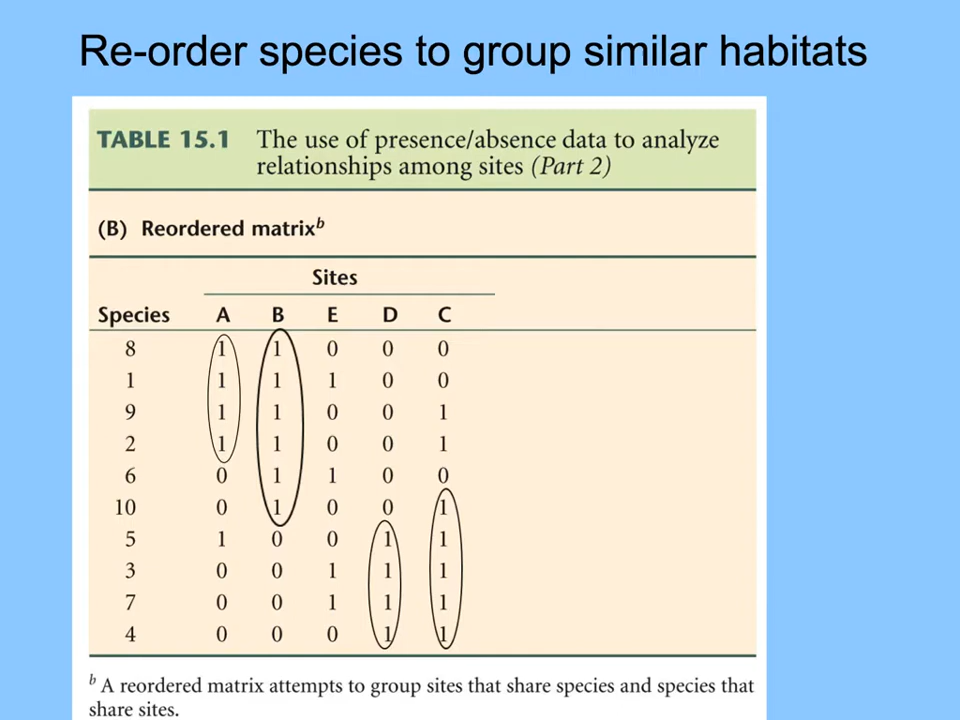 Re-order species to group similar habitats
TABLE 15.1 The use of presence/absence data to analyze
relationships among sites (Part 2)
(B) Reordered matrixᵇ
Sites
Species A B E D C
8 1 1 0 0 0
1 1 1 1 0 0
9 1 1 0 0 1
2 1 1 0 0 1
6 0 1 1 0 0
10 0 1 0 0 1
5 1 0 0 1 1
3 0 0 1 1 1
7 0 0 1 1 1
4 0 0 0 1 1
ᵇ A reordered matrix attempts to group sites that share species and species that
share sites.